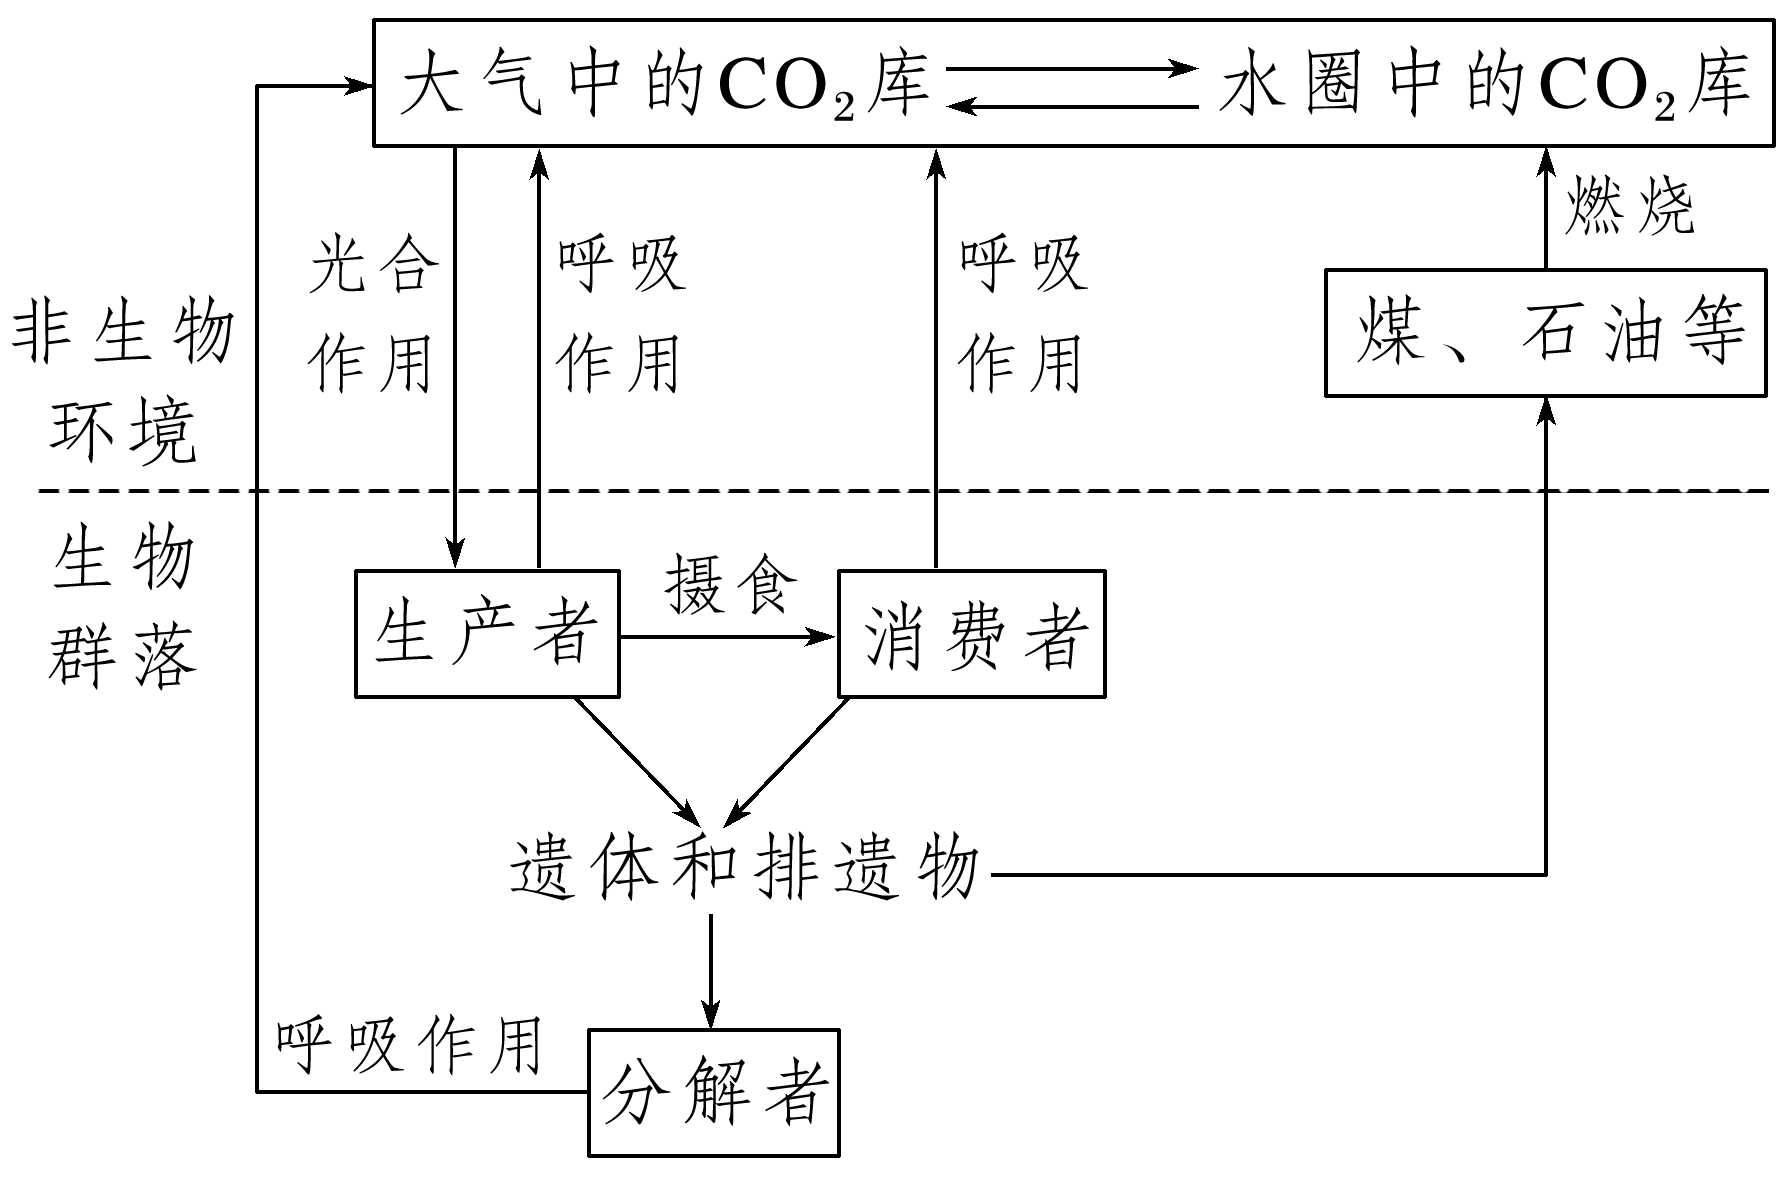 大气中的CO₂库
水圈中的CO₂库
光合
作用
呼吸
作用
呼吸
作用
燃烧
煤、石油等
非生物
环境
生物
群落
生产者
摄食
消费者
遗体和排遗物
呼吸作用
分解者